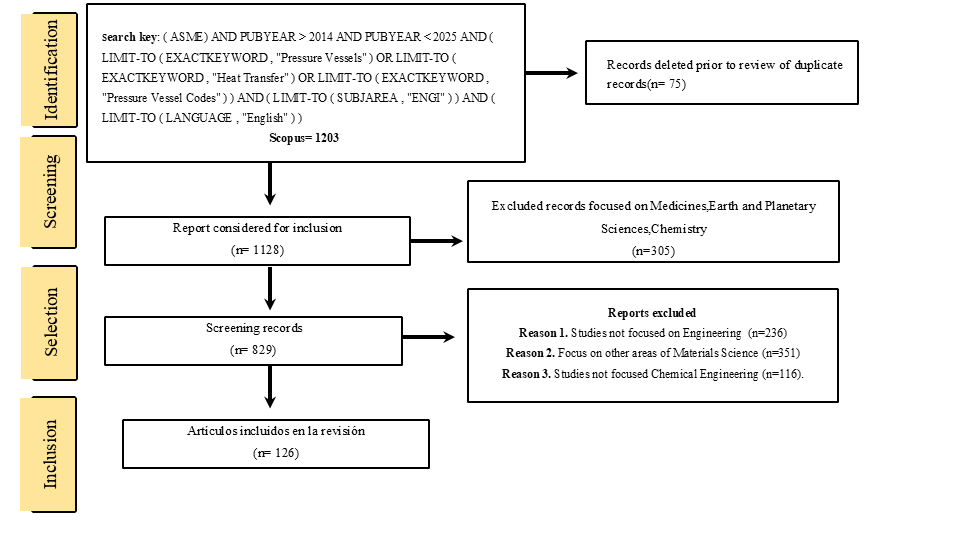 Identification
Search key: ( ASME) AND PUBYEAR > 2014 AND PUBYEAR < 2025 AND (
LIMIT-TO ( EXACTKEYWORD , "Pressure Vessels" ) OR LIMIT-TO (
EXACTKEYWORD , "Heat Transfer" ) OR LIMIT-TO ( EXACTKEYWORD ,
"Pressure Vessel Codes" ) ) AND ( LIMIT-TO ( SUBJAREA , "ENGI" ) ) AND (
LIMIT-TO ( LANGUAGE , "English" ) )
Scopus= 1203
Records deleted prior to review of duplicate
records(n= 75)
Screening
Report considered for inclusion
(n= 1128)
Excluded records focused on Medicines,Earth and Planetary
Sciences,Chemistry
(n=305)
Selection
Screening records
(n= 829)
Reports excluded
Reason 1. Studies not focused on Engineering (n=236)
Reason 2. Focus on other areas of Materials Science (n=351)
Reason 3. Studies not focused Chemical Engineering (n=116).
Inclusion
Artículos incluidos en la revisión
(n= 126)